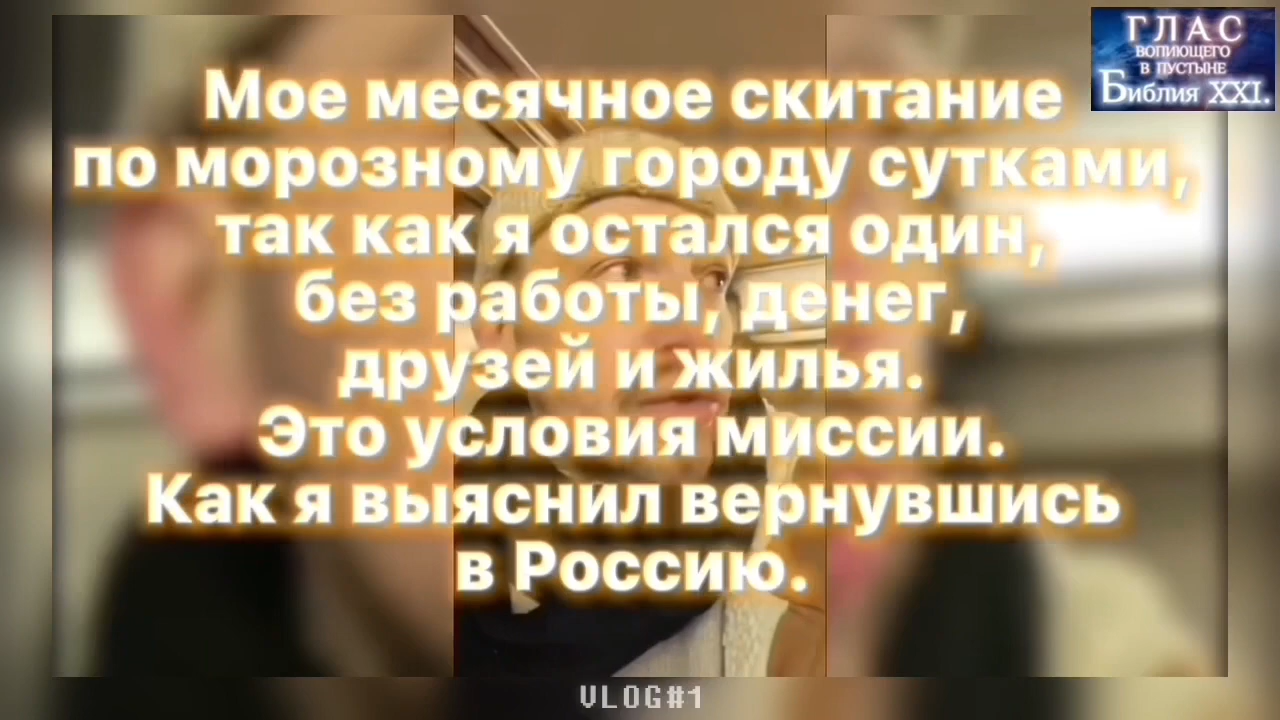 ГЛАС
ВОПИЮЩЕГО
В ПУСТЫНЕ
Библия XXI.
Мое месячное скитание
по морозному городу сутками,
так как я остался один,
без работы, денег,
друзей и жилья.
Это условия миссии.
Как я выяснил вернувшись
в Россию.
VLOG#1